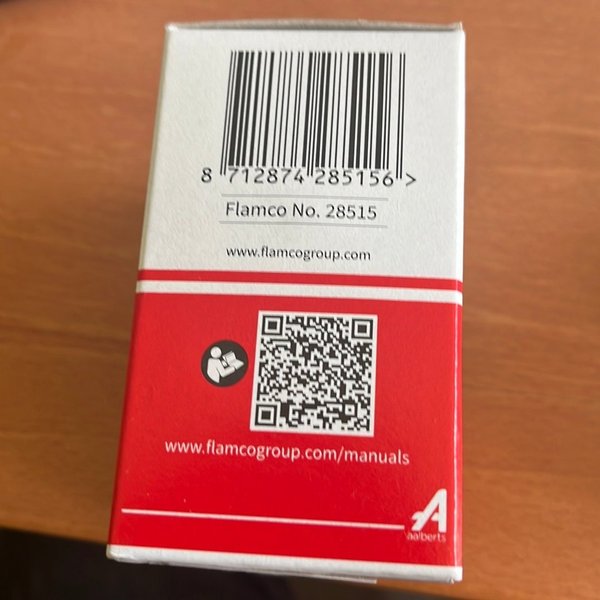 8 712874 285156 >
Flamco No. 28515
www.flamcogroup.com
www.flamcogroup.com/manuals
A
aalberts